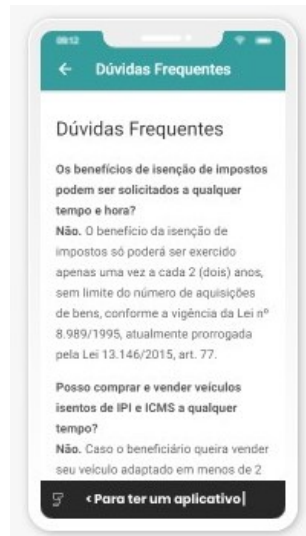 09:12
← Dúvidas Frequentes
Dúvidas Frequentes
Os benefícios de isenção de impostos
podem ser solicitados a qualquer
tempo e hora?
Não. O benefício da isenção de
impostos só poderá ser exercido
apenas uma vez a cada 2 (dois) anos,
sem limite do número de aquisições
de bens, conforme a vigência da Lei nº
8.989/1995, atualmente prorrogada
pela Lei 13.146/2015, art. 77.
Posso comprar e vender veículos
isentos de IPI e ICMS a qualquer
tempo?
Não. Caso o beneficiário queira vender
seu veículo adaptado em menos de 2
<Para ter um aplicativo|